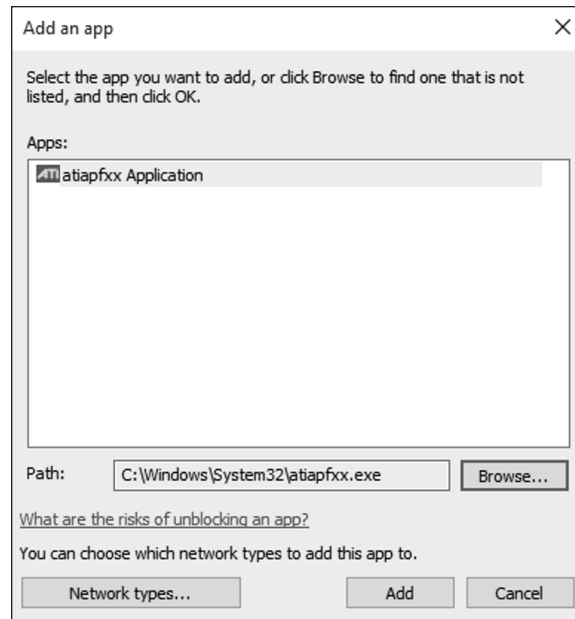 Add an app
Select the app you want to add, or click Browse to find one that is not
listed, and then click OK.
Apps:
ATI atiapfxx Application
Path: C:\Windows\System32\atiapfxx.exe Browse...
What are the risks of unblocking an app?
You can choose which network types to add this app to.
Network types... Add Cancel